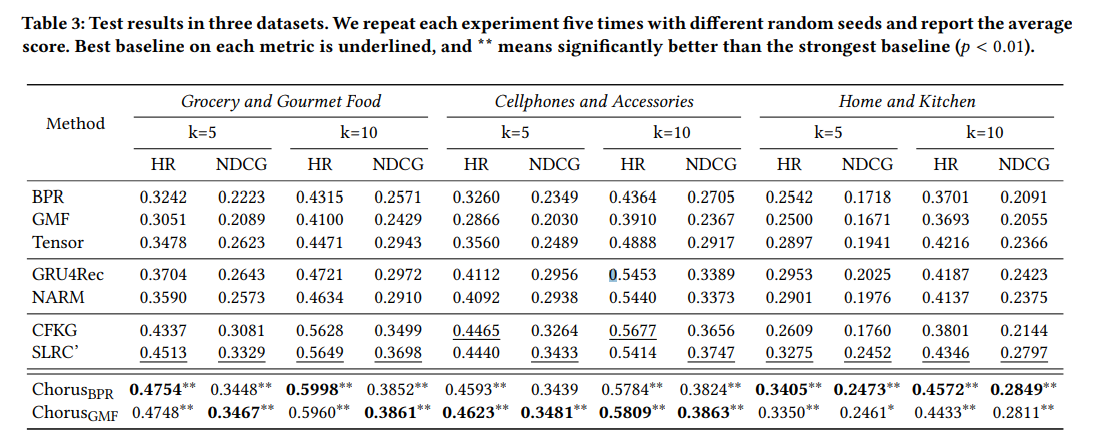 Table 3: Test results in three datasets. We repeat each experiment five times with different random seeds and report the average
score. Best baseline on each metric is underlined, and ** means significantly better than the strongest baseline (p < 0.01).
Method Grocery and Gourmet Food Cellphones and Accessories Home and Kitchen
k=5 k=10 k=5 k=10 k=5 k=10
HR NDCG HR NDCG HR NDCG HR NDCG HR NDCG HR NDCG
BPR 0.3242 0.2223 0.4315 0.2571 0.3260 0.2349 0.4364 0.2705 0.2542 0.1718 0.3701 0.2091
GMF 0.3051 0.2089 0.4100 0.2429 0.2866 0.2030 0.3910 0.2367 0.2500 0.1671 0.3693 0.2055
Tensor 0.3478 0.2623 0.4471 0.2943 0.3560 0.2489 0.4888 0.2917 0.2897 0.1941 0.4216 0.2366
GRU4Rec 0.3704 0.2643 0.4721 0.2972 0.4112 0.2956 0.5453 0.3389 0.2953 0.2025 0.4187 0.2423
NARM 0.3590 0.2573 0.4634 0.2910 0.4092 0.2938 0.5440 0.3373 0.2901 0.1976 0.4137 0.2375
CFKG 0.4337 0.3081 0.5628 0.3499 0.4465 0.3264 0.5677 0.3656 0.2609 0.1760 0.3801 0.2144
SLRC' 0.4513 0.3329 0.5649 0.3698 0.4440 0.3433 0.5414 0.3747 0.3275 0.2452 0.4346 0.2797
ChorusBPR 0.4754** 0.3448** 0.5998** 0.3852** 0.4593** 0.3439 0.5784** 0.3824** 0.3405** 0.2473** 0.4572** 0.2849**
ChorusGMF 0.4748** 0.3467** 0.5960** 0.3861** 0.4623** 0.3481** 0.5809** 0.3863** 0.3350** 0.2461* 0.4433** 0.2811**